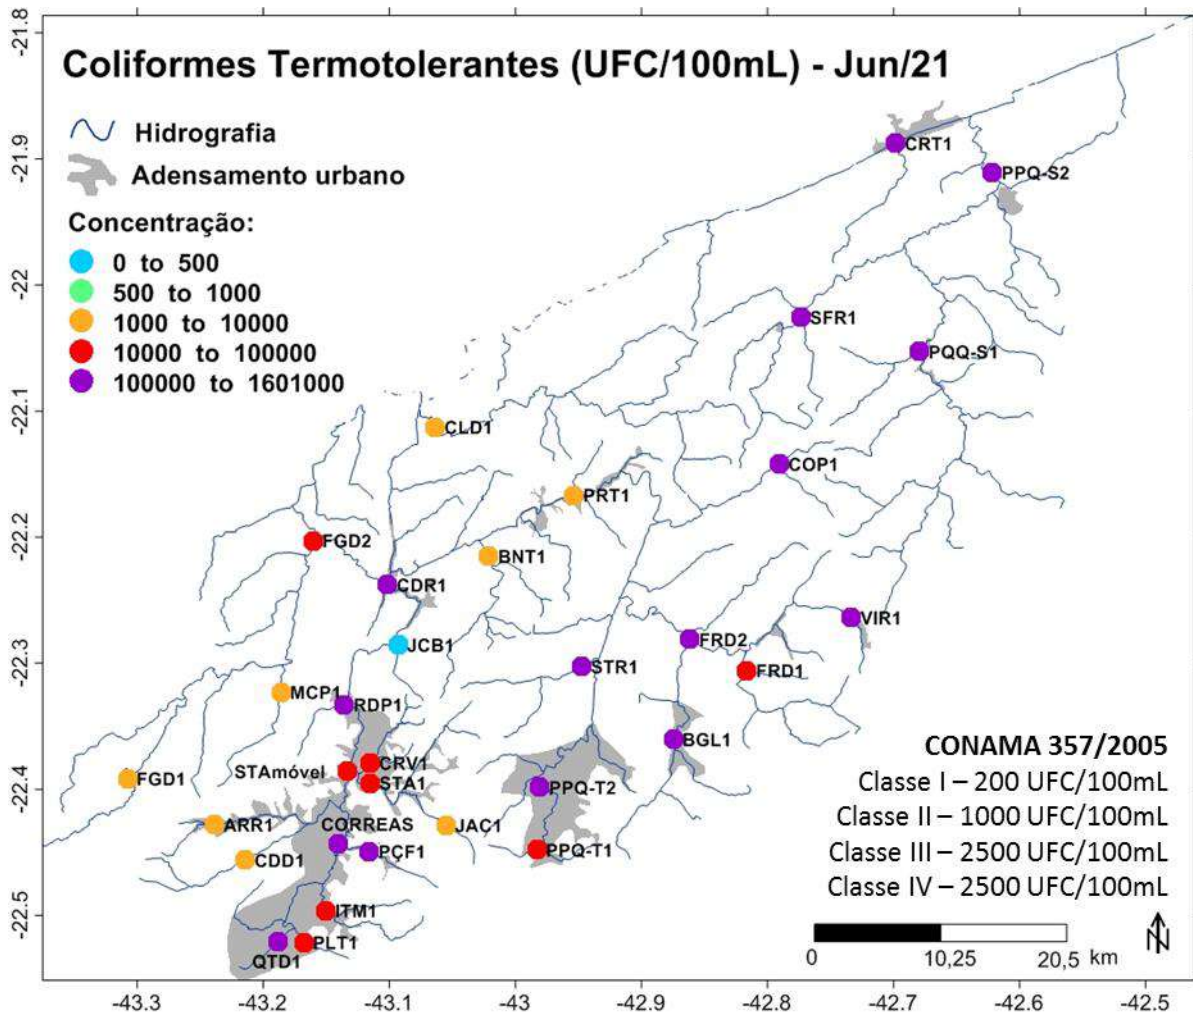 Coliformes Termotolerantes (UFC/100mL) - Jun/21
Hidrografia
Adensamento urbano
Concentração:
0 to 500
500 to 1000
1000 to 10000
10000 to 100000
100000 to 1601000
-21.8
-21.9
-22
-22.1
-22.2
-22.3
-22.4
-22.5
CRT1
PPQ-S2
SFR1
PQQ-S1
CLD1
COP1
PRT1
FGD2
BNT1
CDR1
VIR1
FRD2
JCB1
STR1
FRD1
MCP1
RDP1
BGL1
CRV1
STAmóvel
STA1
FGD1
PPQ-T2
ARR1
CORREAS
JAC1
PÇF1
PPQ-T1
CDD1
ITM1
PLT1
QTD1
CONAMA 357/2005
Classe I – 200 UFC/100mL
Classe II – 1000 UFC/100mL
Classe III – 2500 UFC/100mL
Classe IV – 2500 UFC/100mL
0 10,25 20,5 km
N
-43.3 -43.2 -43.1 -43 -42.9 -42.8 -42.7 -42.6 -42.5